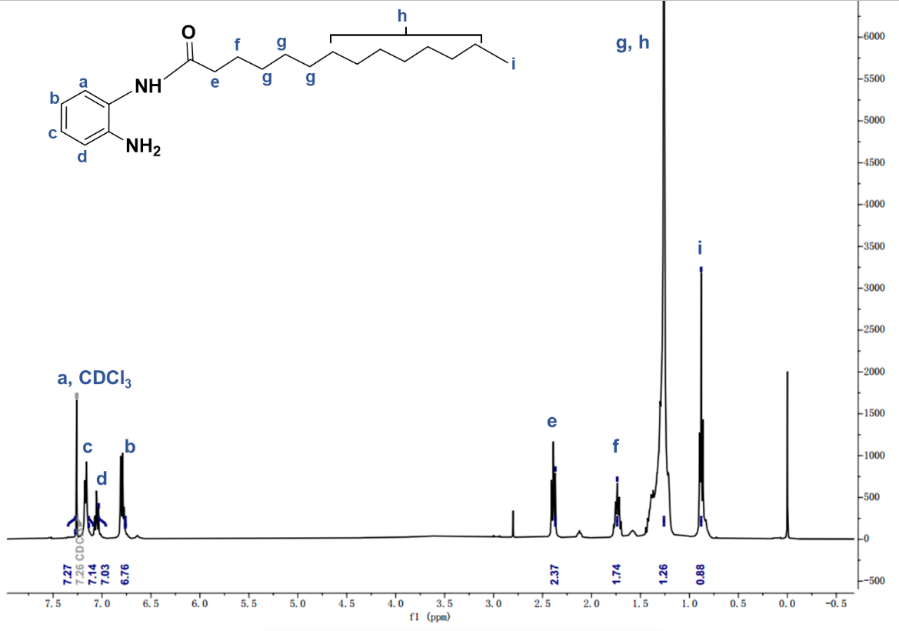 h
O
f
g
g
g
e
i
NH
a
b
c
d
NH2
g, h
i
a, CDCl3
c
d
b
e
f
6000
5500
5000
4500
4000
3500
3000
2500
2000
1500
1000
500
0
-500
7.27
7.26 CDCl
7.14
7.03
6.76
2.37
1.74
1.26
0.88
7.5 7.0 6.5 6.0 5.5 5.0 4.5 4.0 3.5 3.0 2.5 2.0 1.5 1.0 0.5 0.0 -0.5
f1 (ppm)